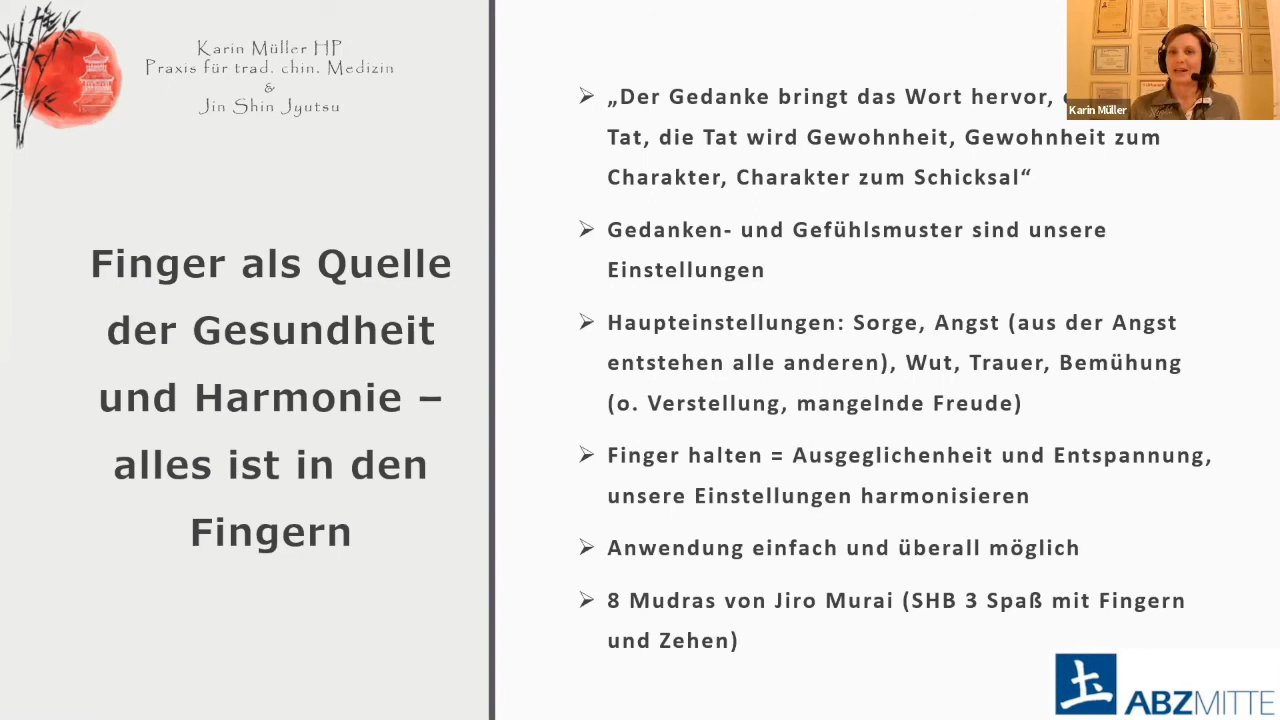 Karin Müller HP
Praxis für trad. chin. Medizin
&
Jin Shin Jyutsu
Finger als Quelle
der Gesundheit
und Harmonie –
alles ist in den
Fingern
„Der Gedanke bringt das Wort hervor,
Tat, die Tat wird Gewohnheit, Gewohnheit zum
Charakter, Charakter zum Schicksal“
Gedanken- und Gefühlsmuster sind unsere
Einstellungen
Haupteinstellungen: Sorge, Angst (aus der Angst
entstehen alle anderen), Wut, Trauer, Bemühung
(o. Verstellung, mangelnde Freude)
Finger halten = Ausgeglichenheit und Entspannung,
unsere Einstellungen harmonisieren
Anwendung einfach und überall möglich
8 Mudras von Jiro Murai (SHB 3 Spaß mit Fingern
und Zehen)
Karin Müller
ABZMITTE